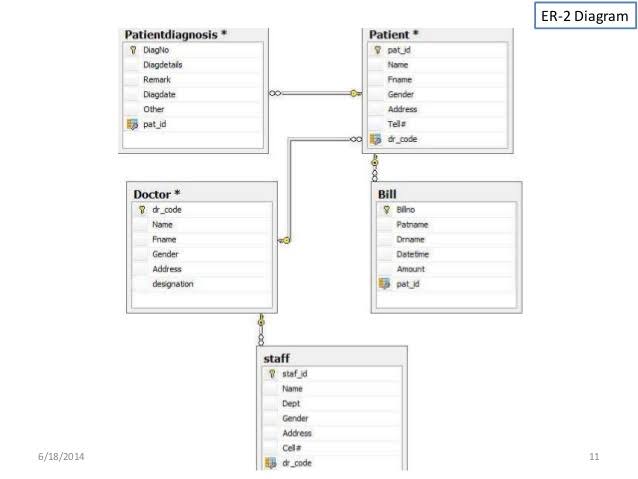 ER-2 Diagram
Patientdiagnosis *
DiagNo
Diagdetails
Remark
Diagdate
Other
pat_id
Patient *
pat_id
Name
Fname
Gender
Address
Tell#
dr_code
Doctor *
dr_code
Name
Fname
Gender
Address
designation
Bill
Billno
Patname
Drname
Datetime
Amount
pat_id
staff
staf_id
Name
Dept
Gender
Address
Cell#
dr_code
6/18/2014
11